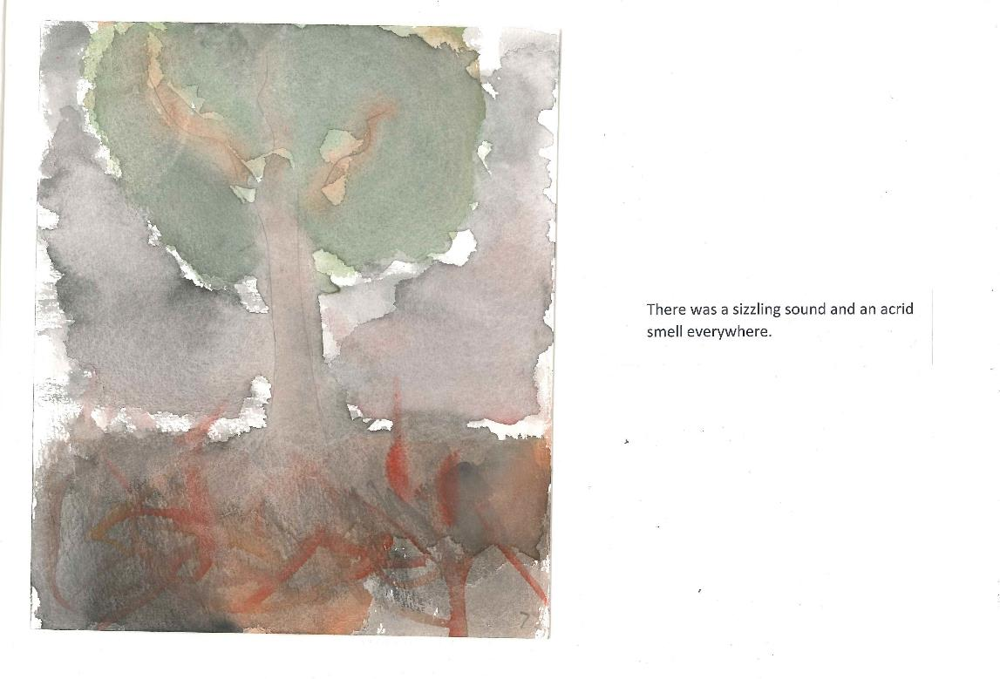 There was a sizzling sound and an acrid
smell everywhere.
7